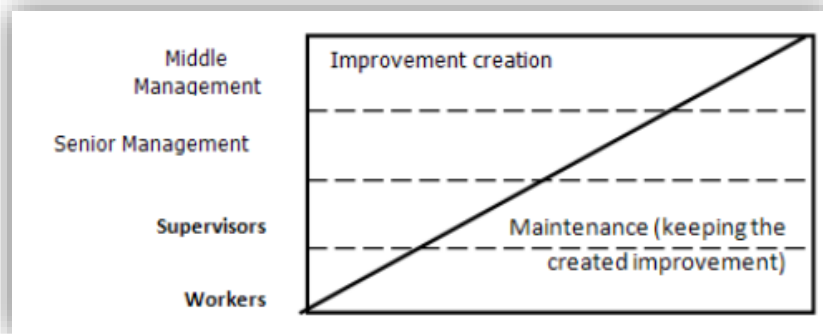 Middle
Management
Improvement creation
Senior Management
Supervisors
Maintenance (keeping the
created improvement)
Workers